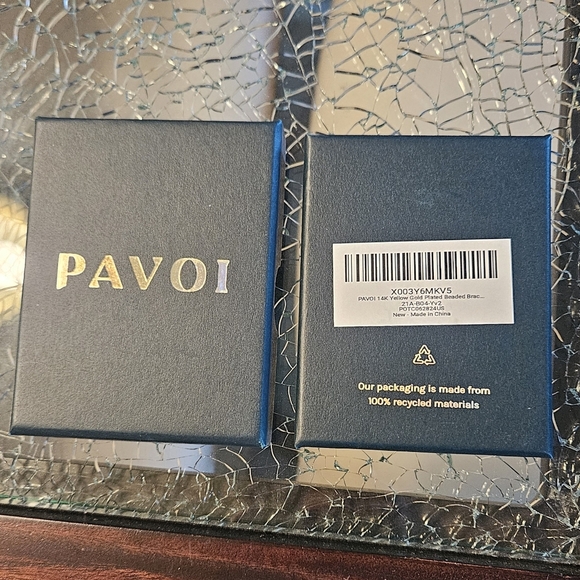 PAVOI
X003Y6MKV5
PAVOI 14K Yellow Gold Plated Beaded Brac...
21A-B04-Yv2
POTC062824US
New - Made In China
Our packaging is made from
100% recycled materials